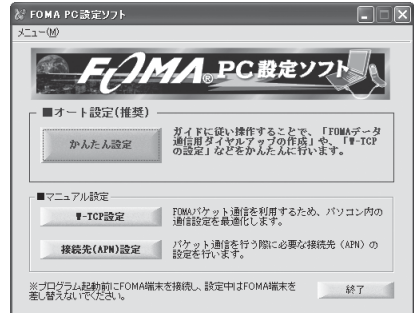 FOMA PC設定ソフト
メニュー(M)
FOMA® PC設定ソフト
■オート設定(推奨)
かんたん設定
ガイドに従い操作することで、「FOMAデータ
通信用ダイヤルアップの作成」や、「W-TCP
の設定」などをかんたんに行います。
■マニュアル設定
W-TCP設定
FOMAパケット通信を利用するため、パソコン内の
通信設定を最適化します。
接続先(APN)設定
パケット通信を行う際に必要な接続先（APN）の
設定を行います。
※プログラム起動前にFOMA端末を接続し、設定中はFOMA端末を
差し替えないでください。
終了